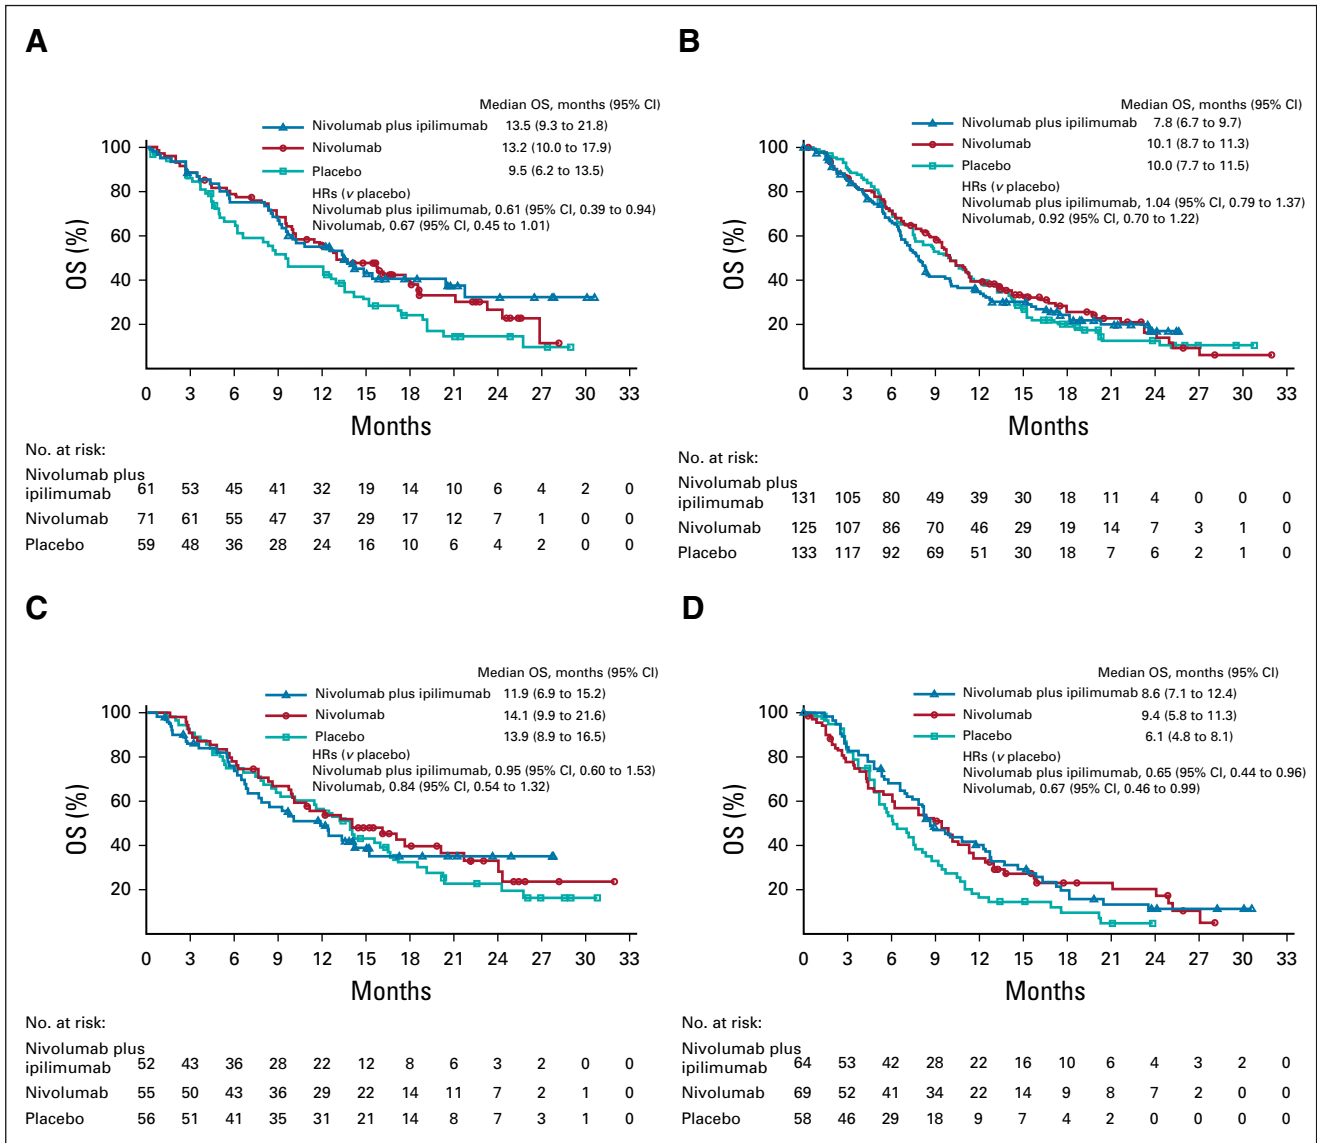 A
Median OS, months (95% CI)
Nivolumab plus ipilimumab 13.5 (9.3 to 21.8)
Nivolumab 13.2 (10.0 to 17.9)
Placebo 9.5 (6.2 to 13.5)
HRs (v placebo)
Nivolumab plus ipilimumab, 0.61 (95% CI, 0.39 to 0.94)
Nivolumab, 0.67 (95% CI, 0.45 to 1.01)
OS (%)
100
80
60
40
20
0 3 6 9 12 15 18 21 24 27 30 33
Months
No. at risk:
Nivolumab plus
ipilimumab 61 53 45 41 32 19 14 10 6 4 2 0
Nivolumab 71 61 55 47 37 29 17 12 7 1 0 0
Placebo 59 48 36 28 24 16 10 6 4 2 0 0
B
Median OS, months (95% CI)
Nivolumab plus ipilimumab 7.8 (6.7 to 9.7)
Nivolumab 10.1 (8.7 to 11.3)
Placebo 10.0 (7.7 to 11.5)
HRs (v placebo)
Nivolumab plus ipilimumab, 1.04 (95% CI, 0.79 to 1.37)
Nivolumab, 0.92 (95% CI, 0.70 to 1.22)
OS (%)
100
80
60
40
20
0 3 6 9 12 15 18 21 24 27 30 33
Months
No. at risk:
Nivolumab plus
ipilimumab 131 105 80 49 39 30 18 11 4 0 0 0
Nivolumab 125 107 86 70 46 29 19 14 7 3 1 0
Placebo 133 117 92 69 51 30 18 7 6 2 1 0
C
Median OS, months (95% CI)
Nivolumab plus ipilimumab 11.9 (6.9 to 15.2)
Nivolumab 14.1 (9.9 to 21.6)
Placebo 13.9 (8.9 to 16.5)
HRs (v placebo)
Nivolumab plus ipilimumab, 0.95 (95% CI, 0.60 to 1.53)
Nivolumab, 0.84 (95% CI, 0.54 to 1.32)
OS (%)
100
80
60
40
20
0 3 6 9 12 15 18 21 24 27 30 33
Months
No. at risk:
Nivolumab plus
ipilimumab 52 43 36 28 22 12 8 6 3 2 0 0
Nivolumab 55 50 43 36 29 22 14 11 7 2 1 0
Placebo 56 51 41 35 31 21 14 8 7 3 1 0
D
Median OS, months (95% CI)
Nivolumab plus ipilimumab 8.6 (7.1 to 12.4)
Nivolumab 9.4 (5.8 to 11.3)
Placebo 6.1 (4.8 to 8.1)
HRs (v placebo)
Nivolumab plus ipilimumab, 0.65 (95% CI, 0.44 to 0.96)
Nivolumab, 0.67 (95% CI, 0.46 to 0.99)
OS (%)
100
80
60
40
20
0 3 6 9 12 15 18 21 24 27 30 33
Months
No. at risk:
Nivolumab plus
ipilimumab 64 53 42 28 22 16 10 6 4 3 2 0
Nivolumab 69 52 41 34 22 14 9 8 7 2 0 0
Placebo 58 46 29 18 9 7 4 2 0 0 0 0